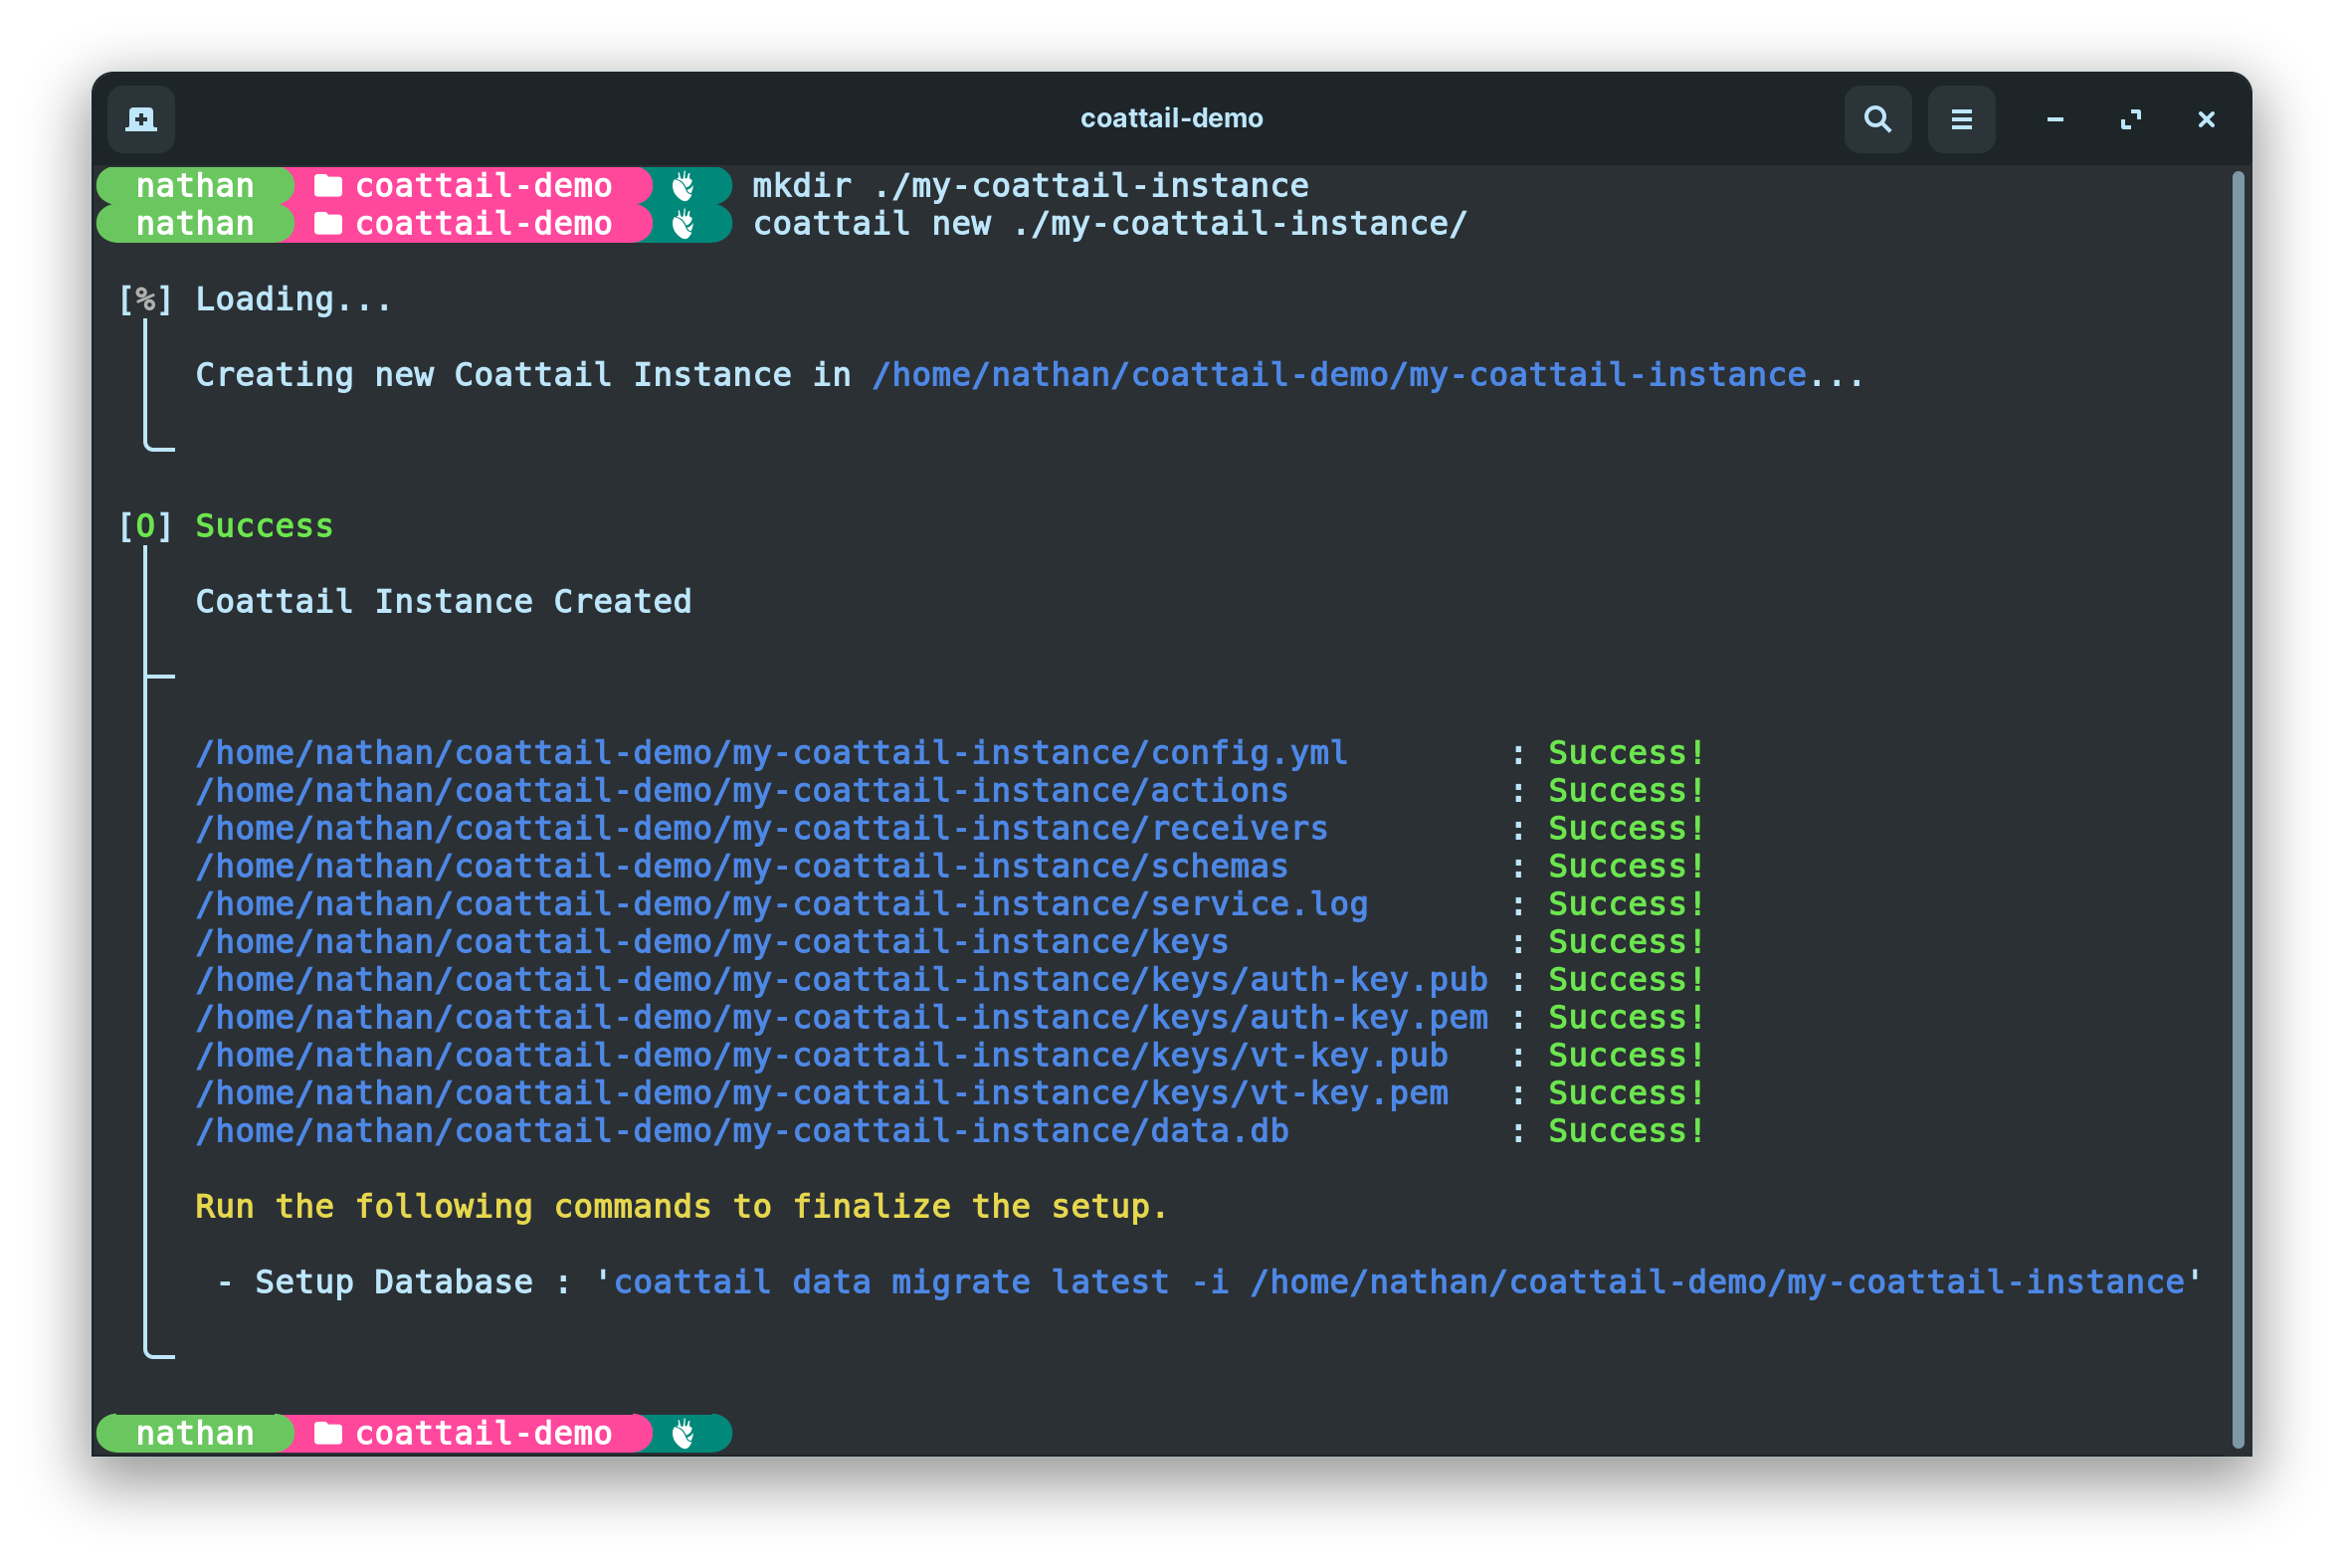 coattail-demo
nathan coattail-demo mkdir ./my-coattail-instance
nathan coattail-demo coattail new ./my-coattail-instance/
[%] Loading...
Creating new Coattail Instance in /home/nathan/coattail-demo/my-coattail-instance...
[O] Success
Coattail Instance Created
/home/nathan/coattail-demo/my-coattail-instance/config.yml : Success!
/home/nathan/coattail-demo/my-coattail-instance/actions : Success!
/home/nathan/coattail-demo/my-coattail-instance/receivers : Success!
/home/nathan/coattail-demo/my-coattail-instance/schemas : Success!
/home/nathan/coattail-demo/my-coattail-instance/service.log : Success!
/home/nathan/coattail-demo/my-coattail-instance/keys : Success!
/home/nathan/coattail-demo/my-coattail-instance/keys/auth-key.pub : Success!
/home/nathan/coattail-demo/my-coattail-instance/keys/auth-key.pem : Success!
/home/nathan/coattail-demo/my-coattail-instance/keys/vt-key.pub : Success!
/home/nathan/coattail-demo/my-coattail-instance/keys/vt-key.pem : Success!
/home/nathan/coattail-demo/my-coattail-instance/data.db : Success!
Run the following commands to finalize the setup.
- Setup Database : 'coattail data migrate latest -i /home/nathan/coattail-demo/my-coattail-instance'
nathan coattail-demo